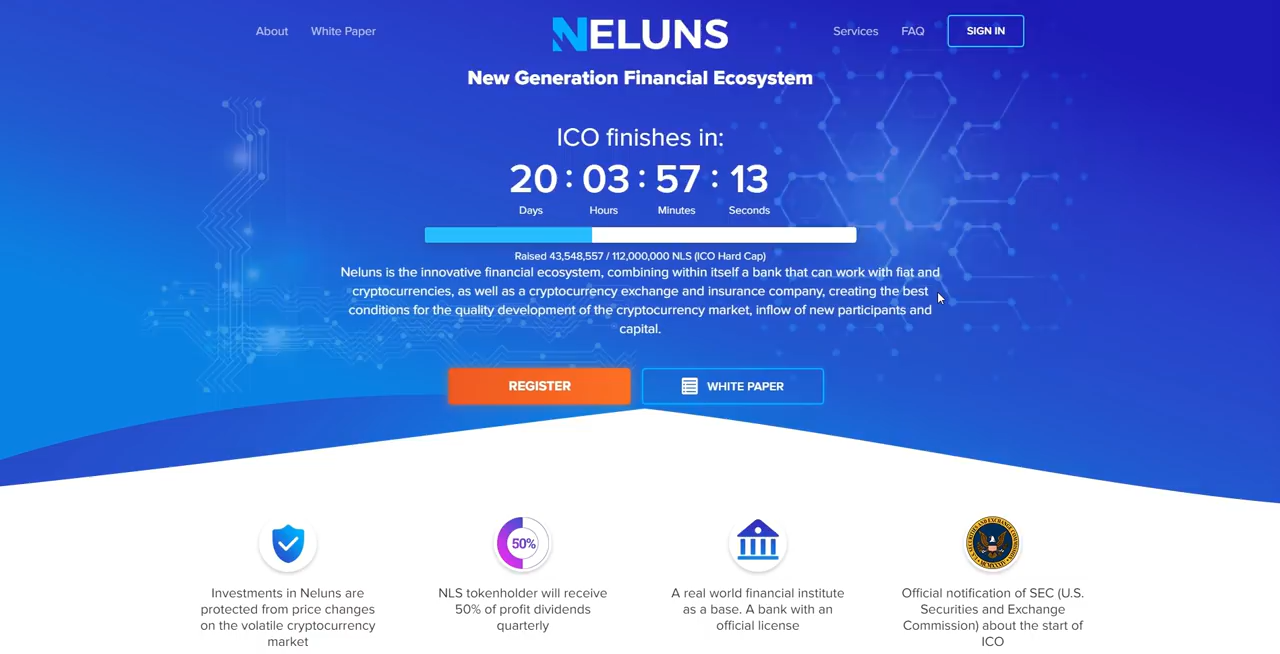 About
White Paper
NELUNS
Services
FAQ
SIGN IN
New Generation Financial Ecosystem
ICO finishes in:
20 : 03 : 57 : 13
Days Hours Minutes Seconds
Raised 43,548,557 / 112,000,000 NLS (ICO Hard Cap)
Neluns is the innovative financial ecosystem, combining within itself a bank that can work with fiat and
cryptocurrencies, as well as a cryptocurrency exchange and insurance company, creating the best
conditions for the quality development of the cryptocurrency market, inflow of new participants and
capital.
REGISTER
WHITE PAPER
Investments in Neluns are
protected from price changes
on the volatile cryptocurrency
market
50%
NLS tokenholder will receive
50% of profit dividends
quarterly
A real world financial institute
as a base. A bank with an
official license
Official notification of SEC (U.S.
Securities and Exchange
Commission) about the start of
ICO